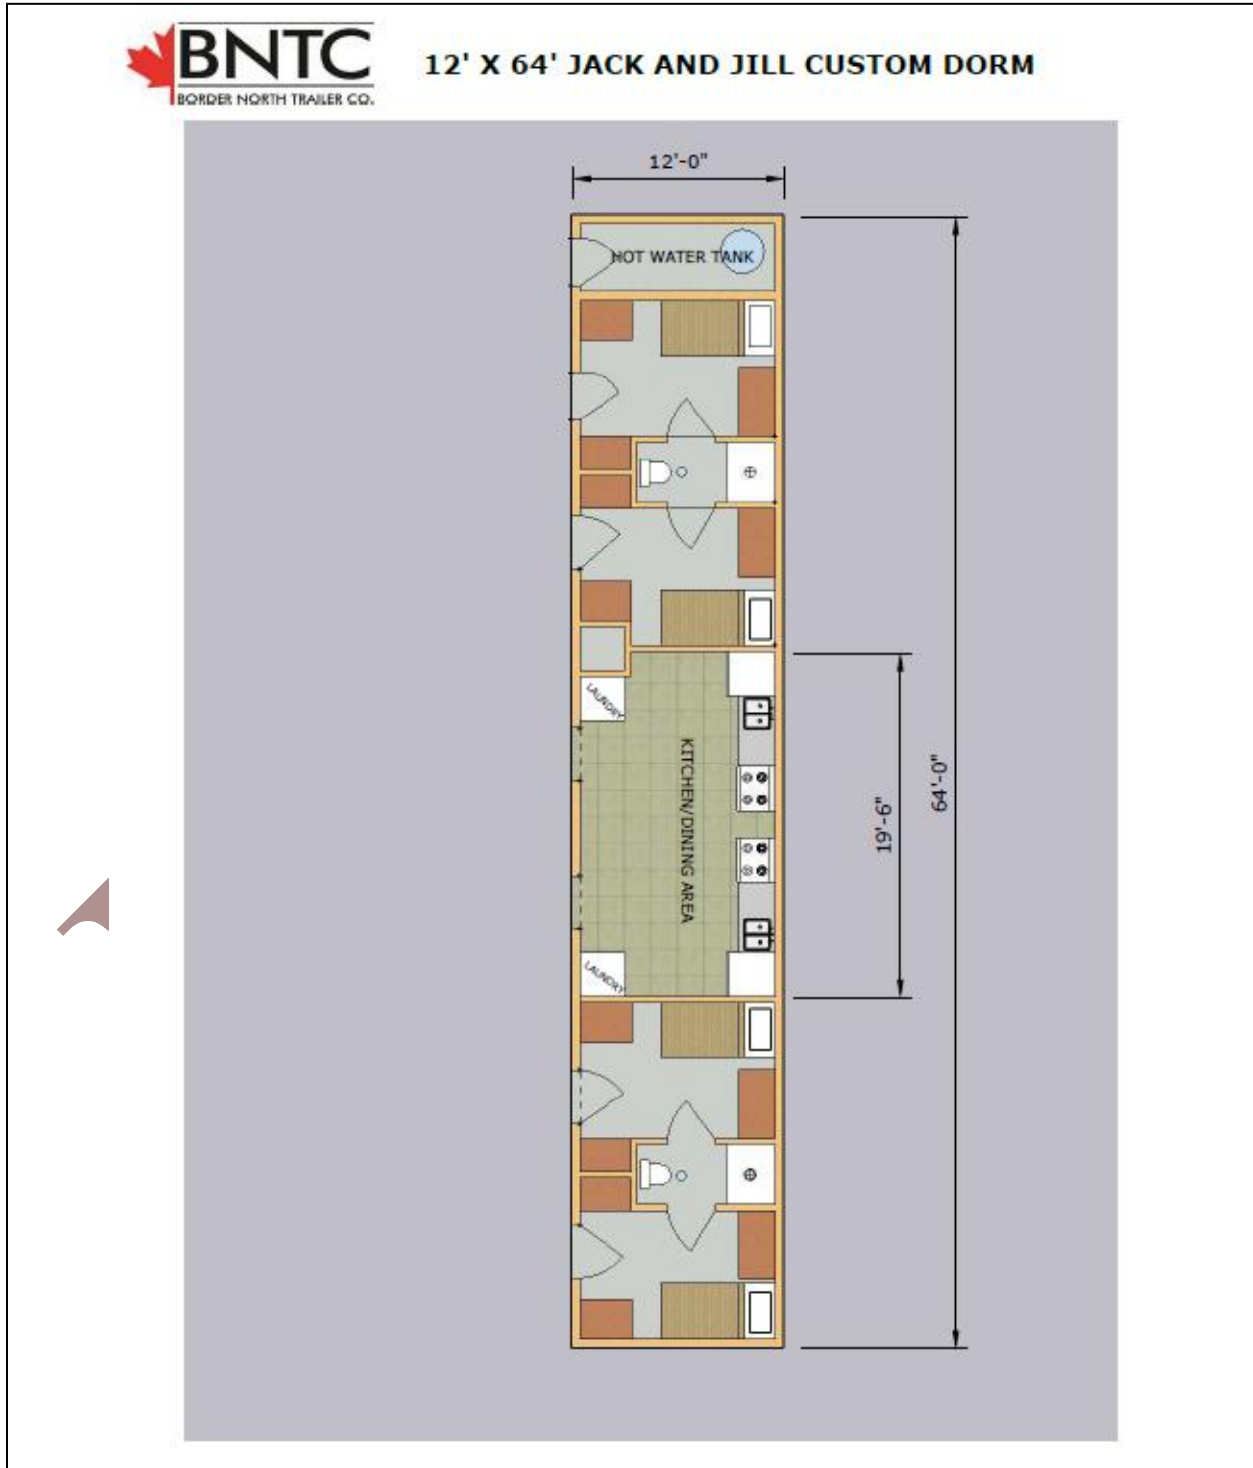 BNTC
BORDER NORTH TRAILER CO.
12' X 64' JACK AND JILL CUSTOM DORM
12'-0"
HOT WATER TANK
LAUNDRY
KITCHEN/DINING AREA
19'-6"
64'-0"
LAUNDRY